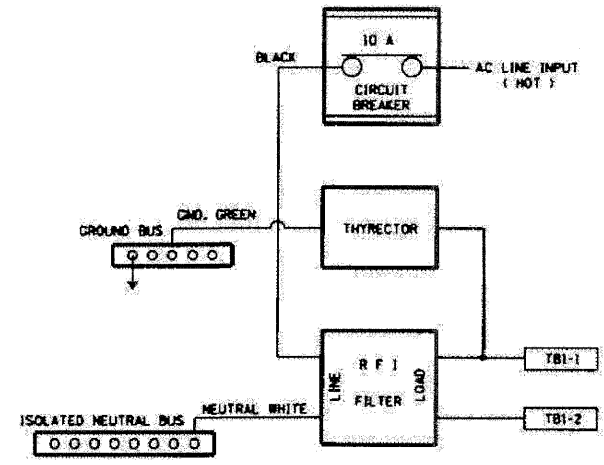 10 A
BLACK
AC LINE INPUT
( HOT )
CIRCUIT
BREAKER
GND. GREEN
GROUND BUS
THYRECTOR
LINE
R F I
FILTER
LOAD
TB1-1
NEUTRAL WHITE
ISOLATED NEUTRAL BUS
TB1-2